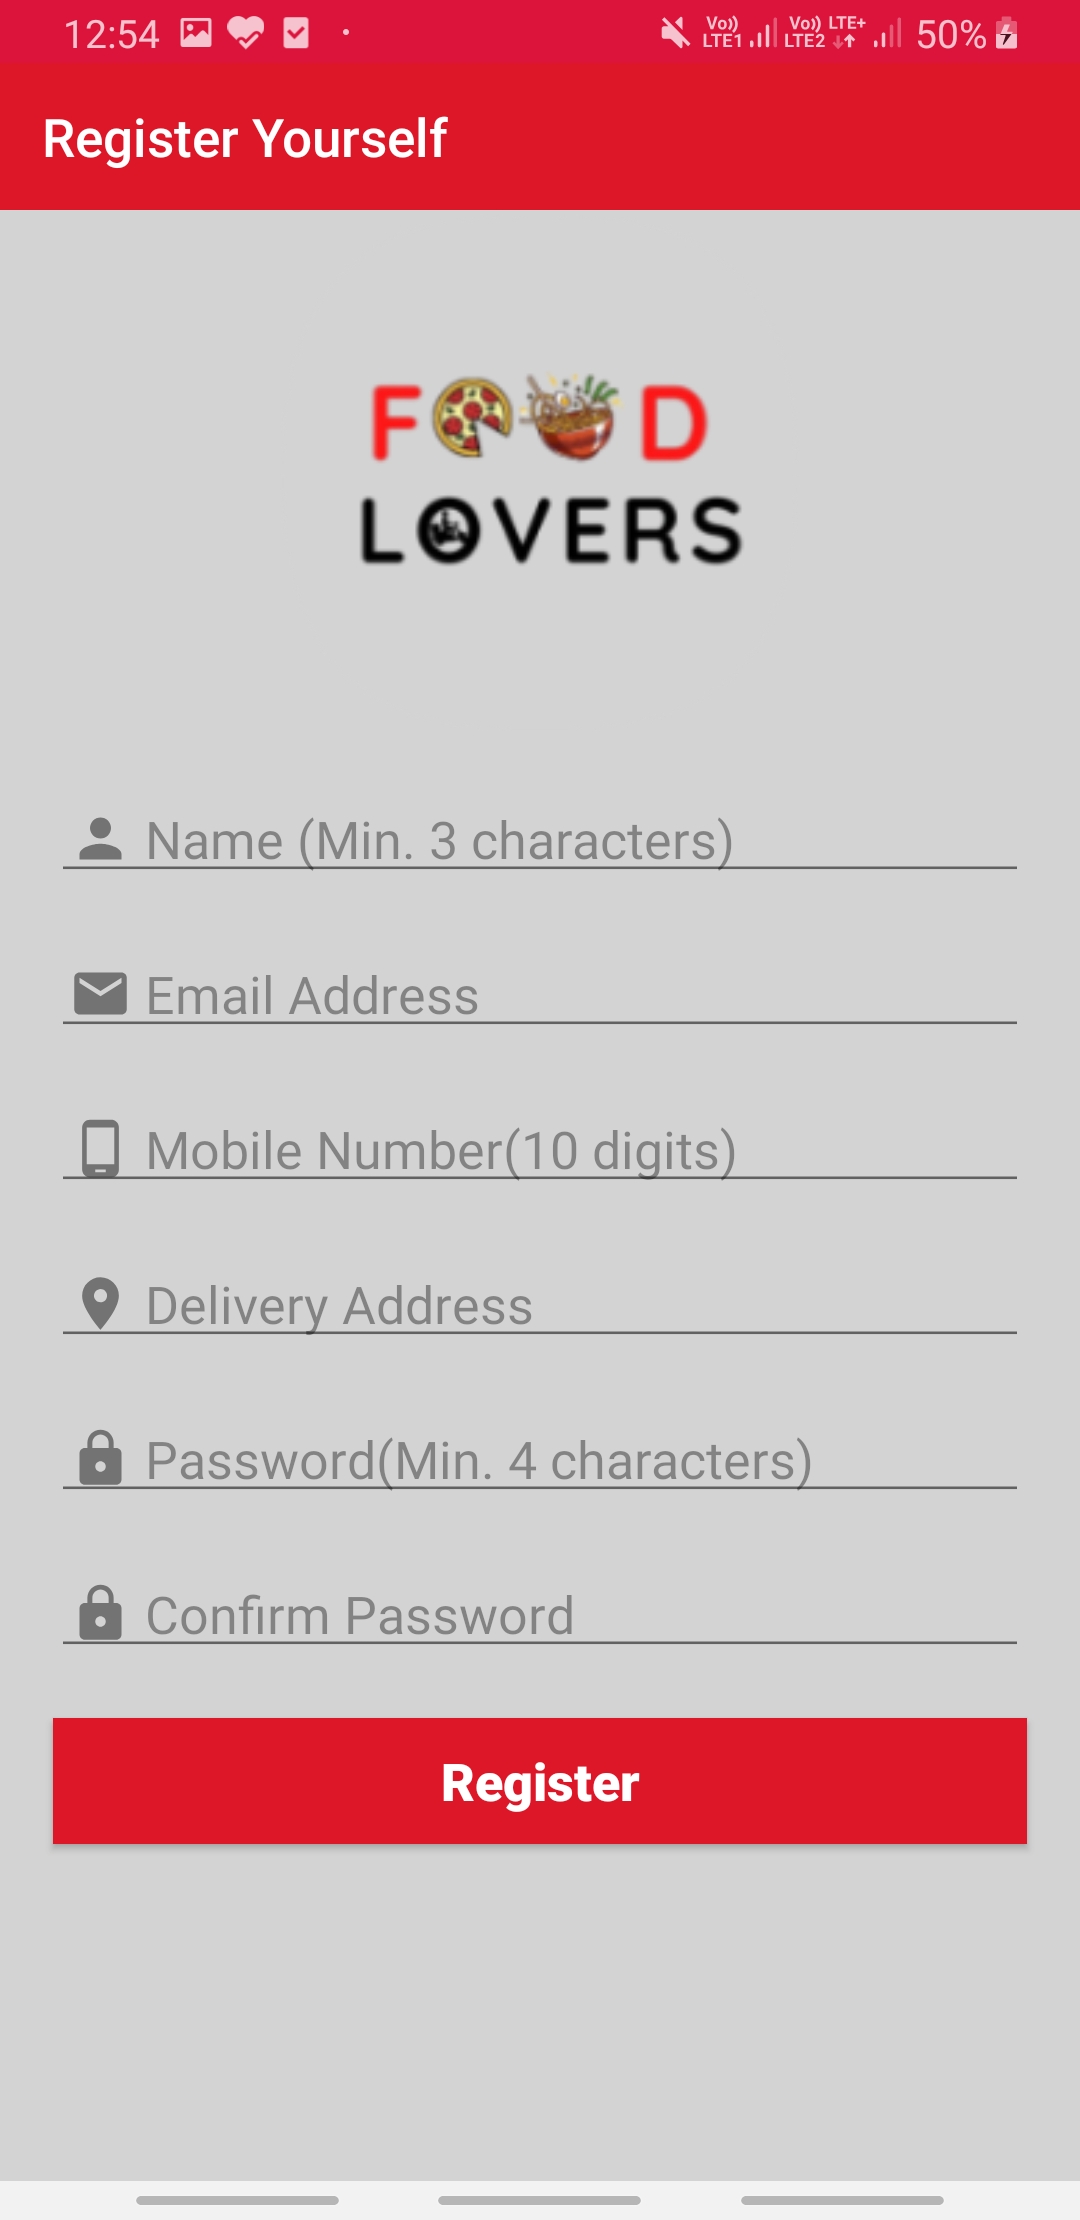 12:54
Vo)) LTE1 Vo)) LTE2 LTE+ 50%
Register Yourself
FOOD
LOVERS
Name (Min. 3 characters)
Email Address
Mobile Number(10 digits)
Delivery Address
Password(Min. 4 characters)
Confirm Password
Register